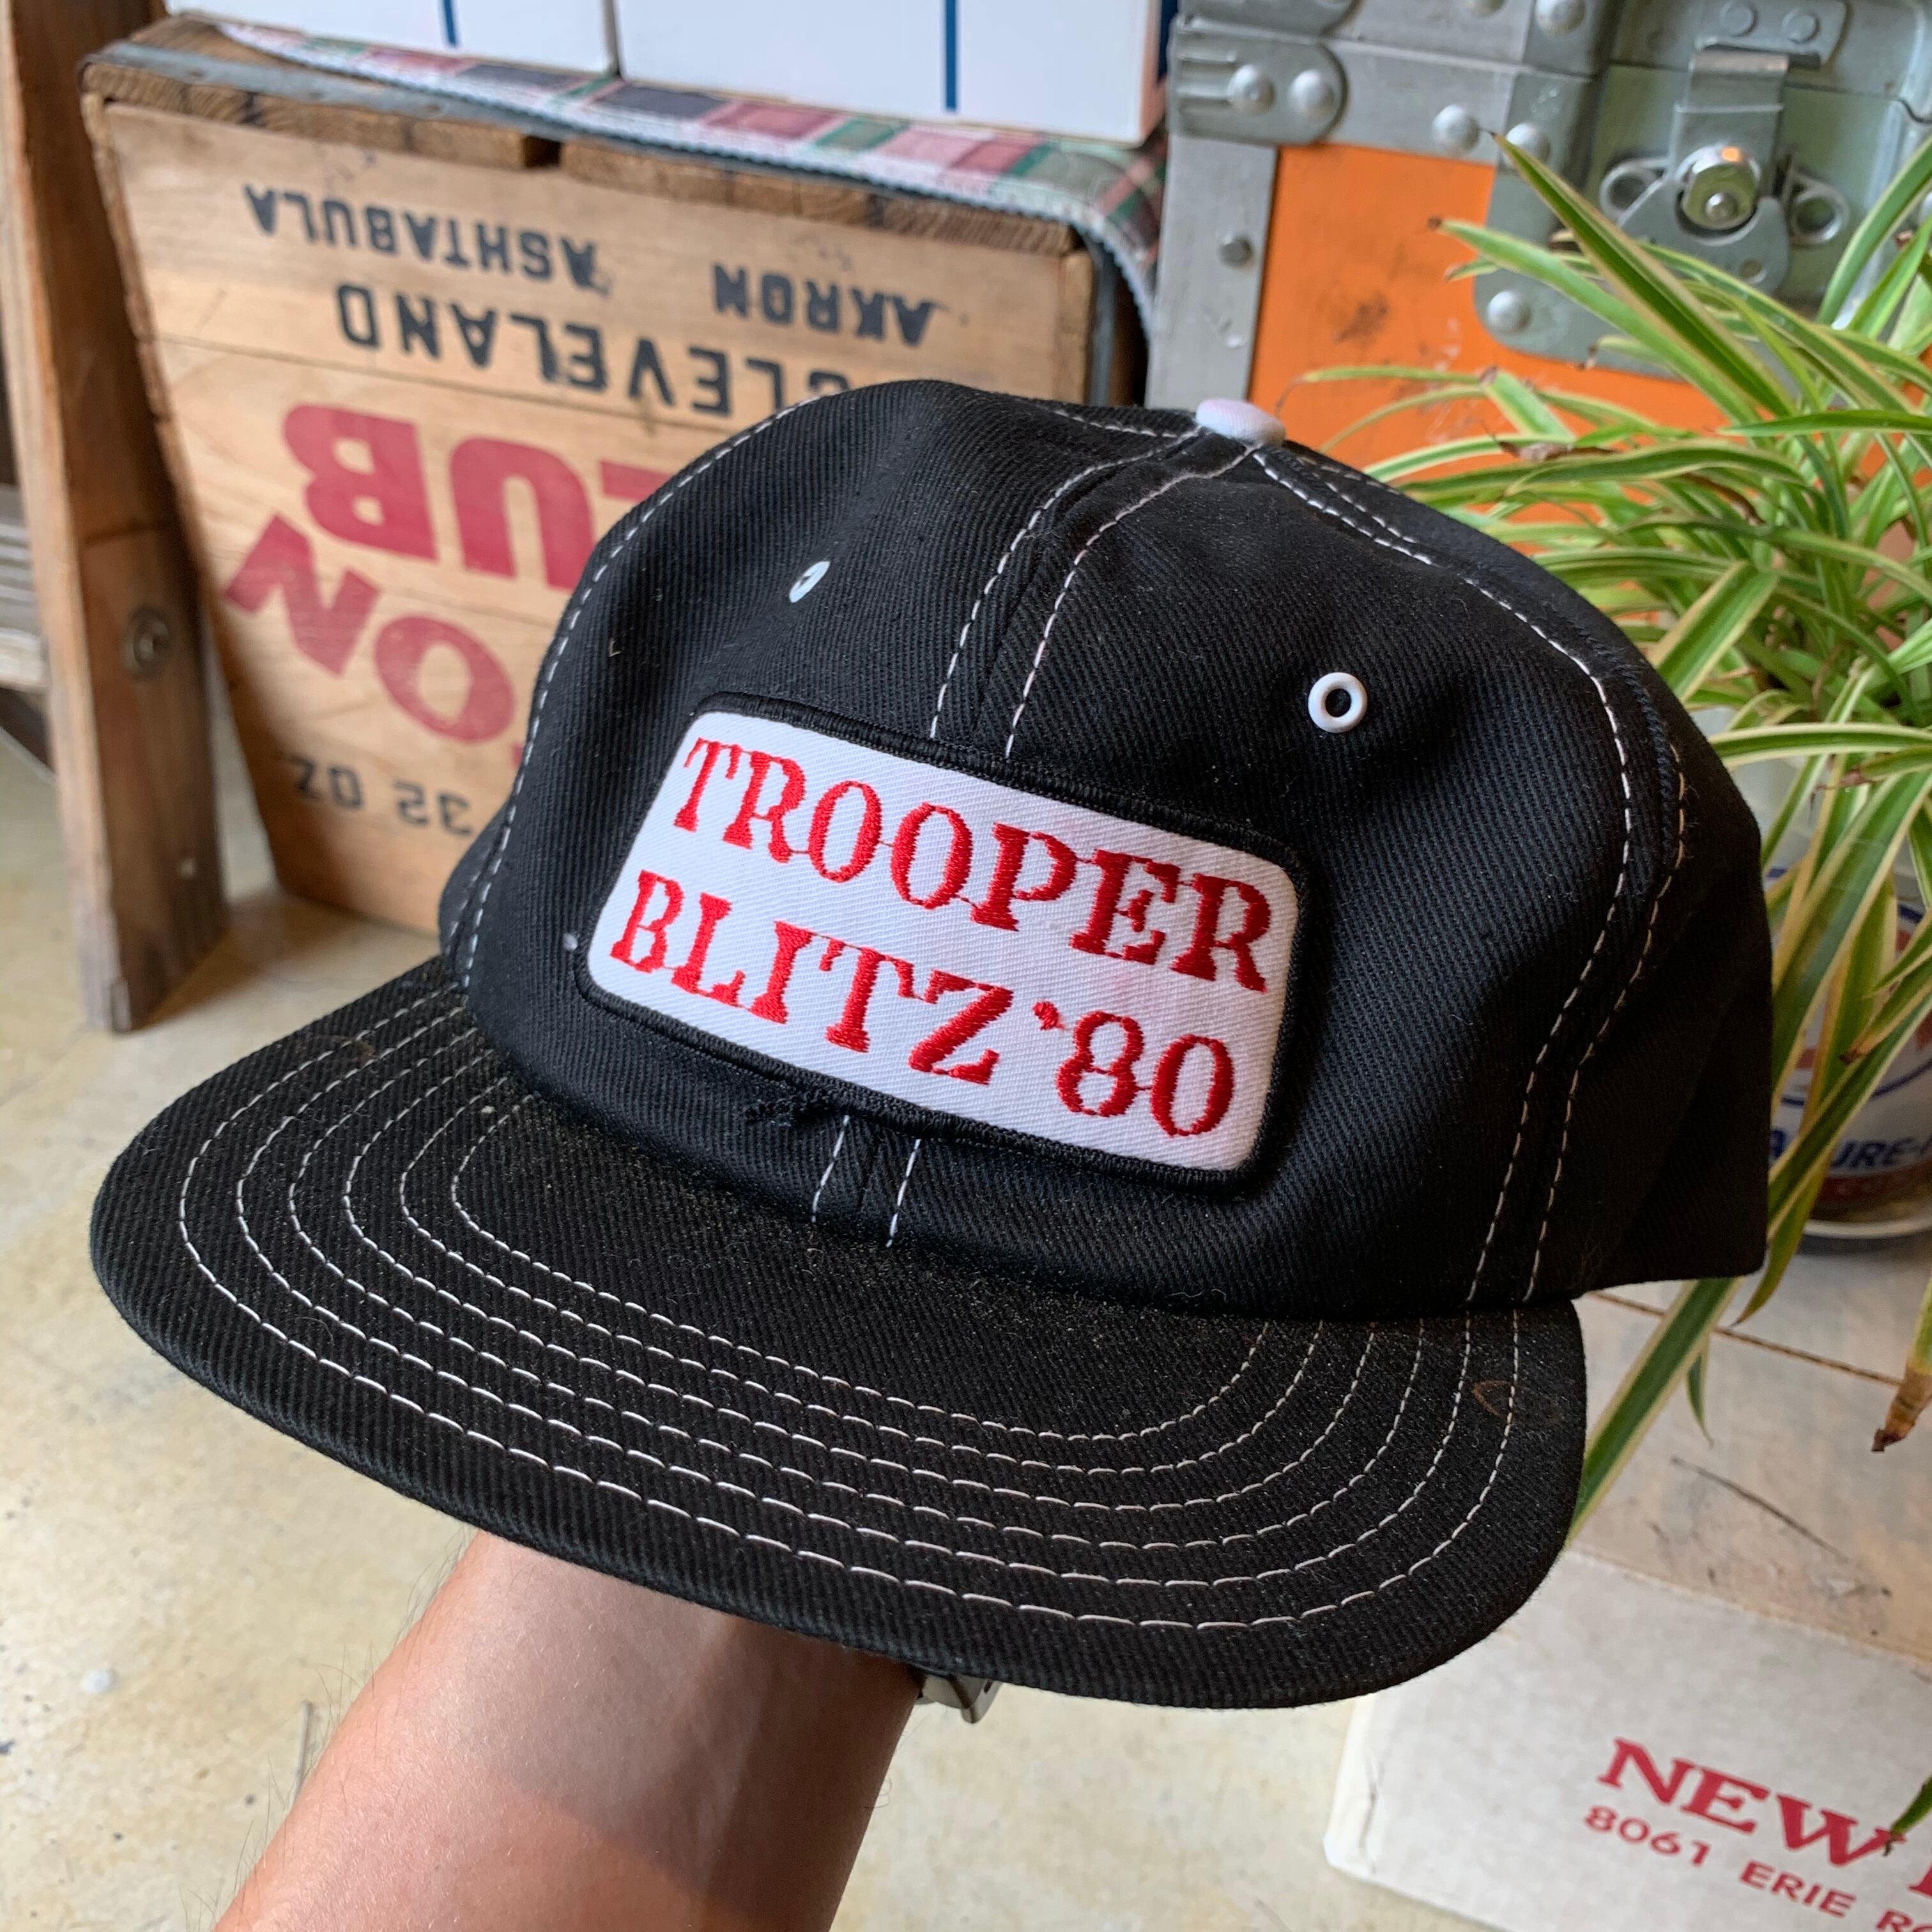 TROOPER
BLITZ '80
ASHTABULA
AKRON
CLEVELAND
32 OZ
NEW
8061 ERIE